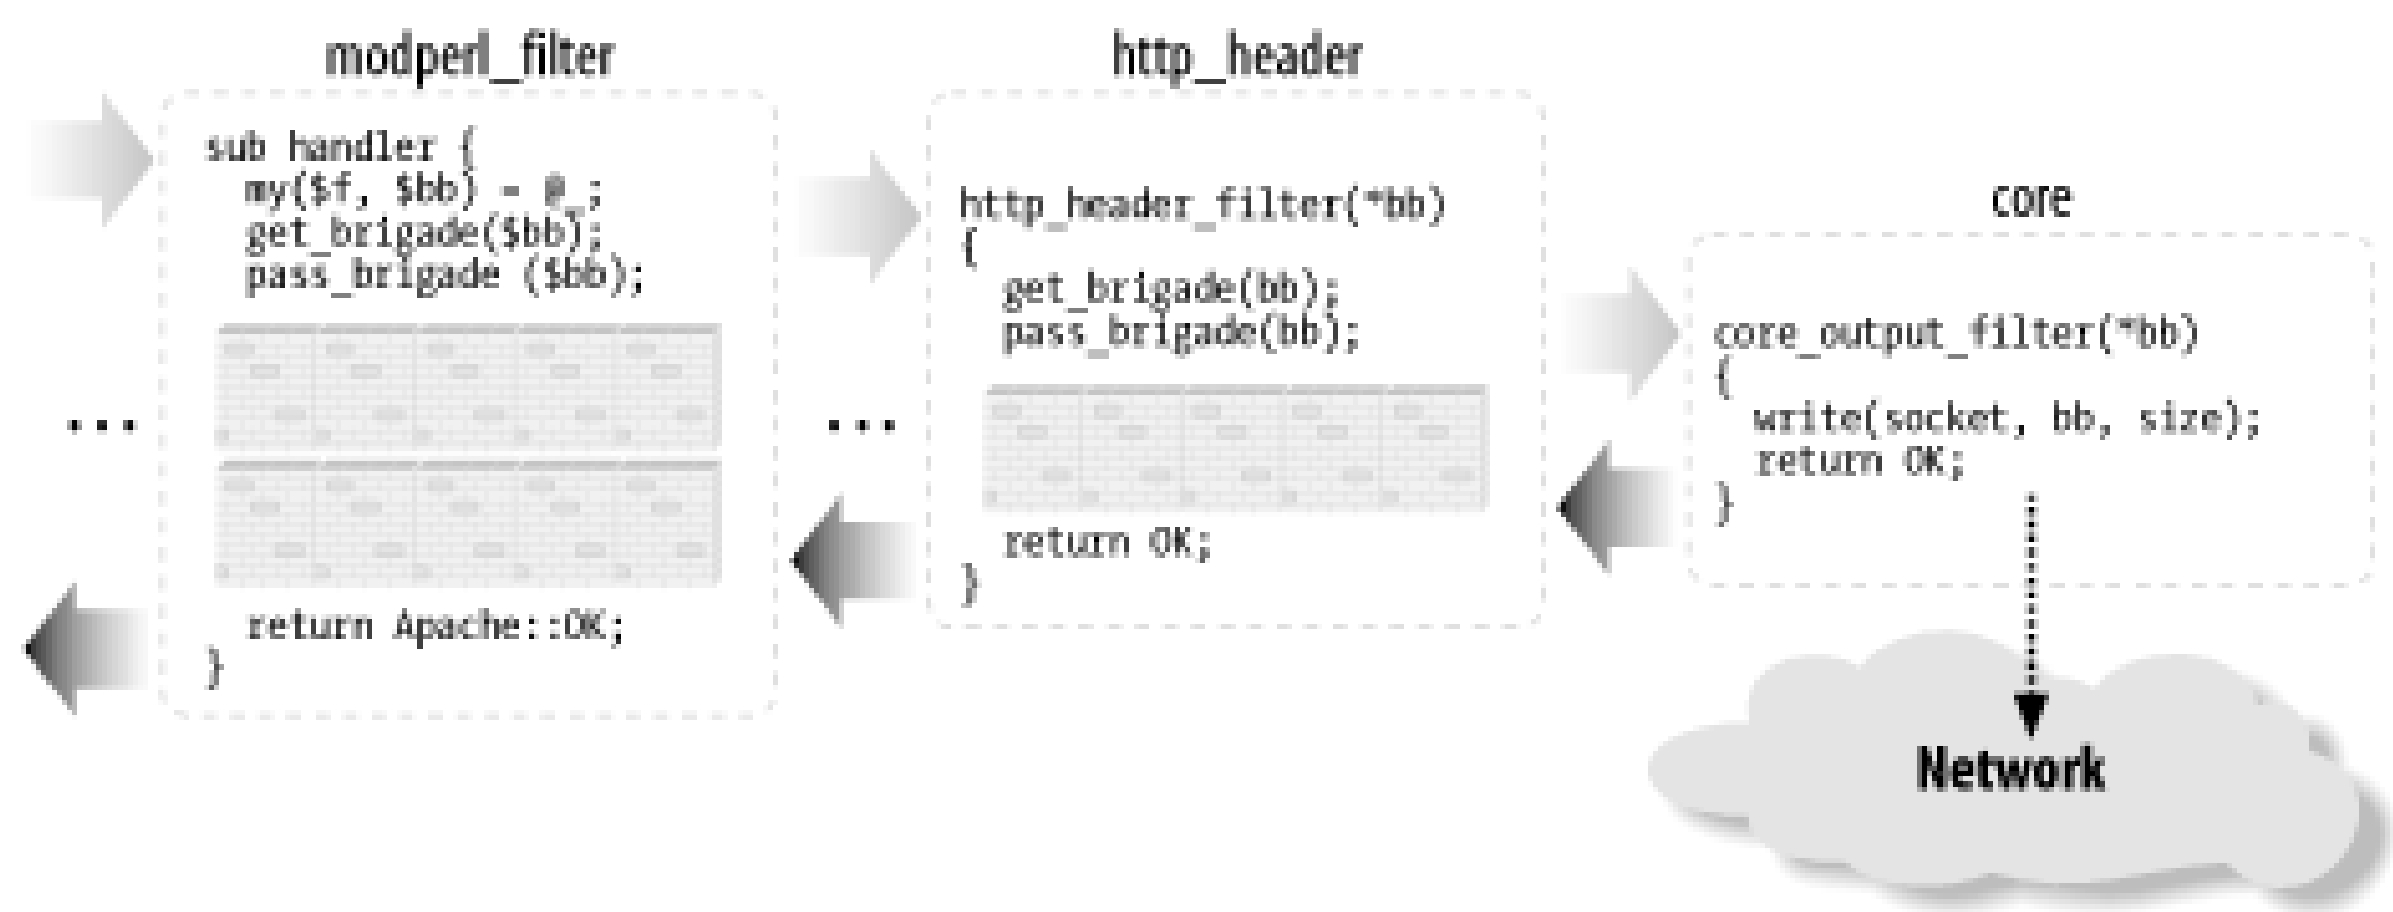 modperl_filter
sub handler {
my($f, $bb) = @_;
get_brigade($bb);
pass_brigade ($bb);
return Apache::OK;
}
...
http_header
http_header_filter(*bb)
{
get_brigade(bb);
pass_brigade(bb);
return OK;
}
...
core
core_output_filter(*bb)
{
write(socket, bb, size);
return OK;
}
Network